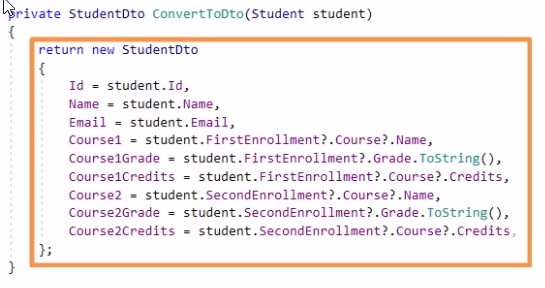 private StudentDto ConvertToDto(Student student)
{
return new StudentDto
{
Id = student.Id,
Name = student.Name,
Email = student.Email,
Course1 = student.FirstEnrollment?.Course?.Name,
Course1Grade = student.FirstEnrollment?.Grade.ToString(),
Course1Credits = student.FirstEnrollment?.Course?.Credits,
Course2 = student.SecondEnrollment?.Course?.Name,
Course2Grade = student.SecondEnrollment?.Grade.ToString(),
Course2Credits = student.SecondEnrollment?.Course?.Credits,
};
}